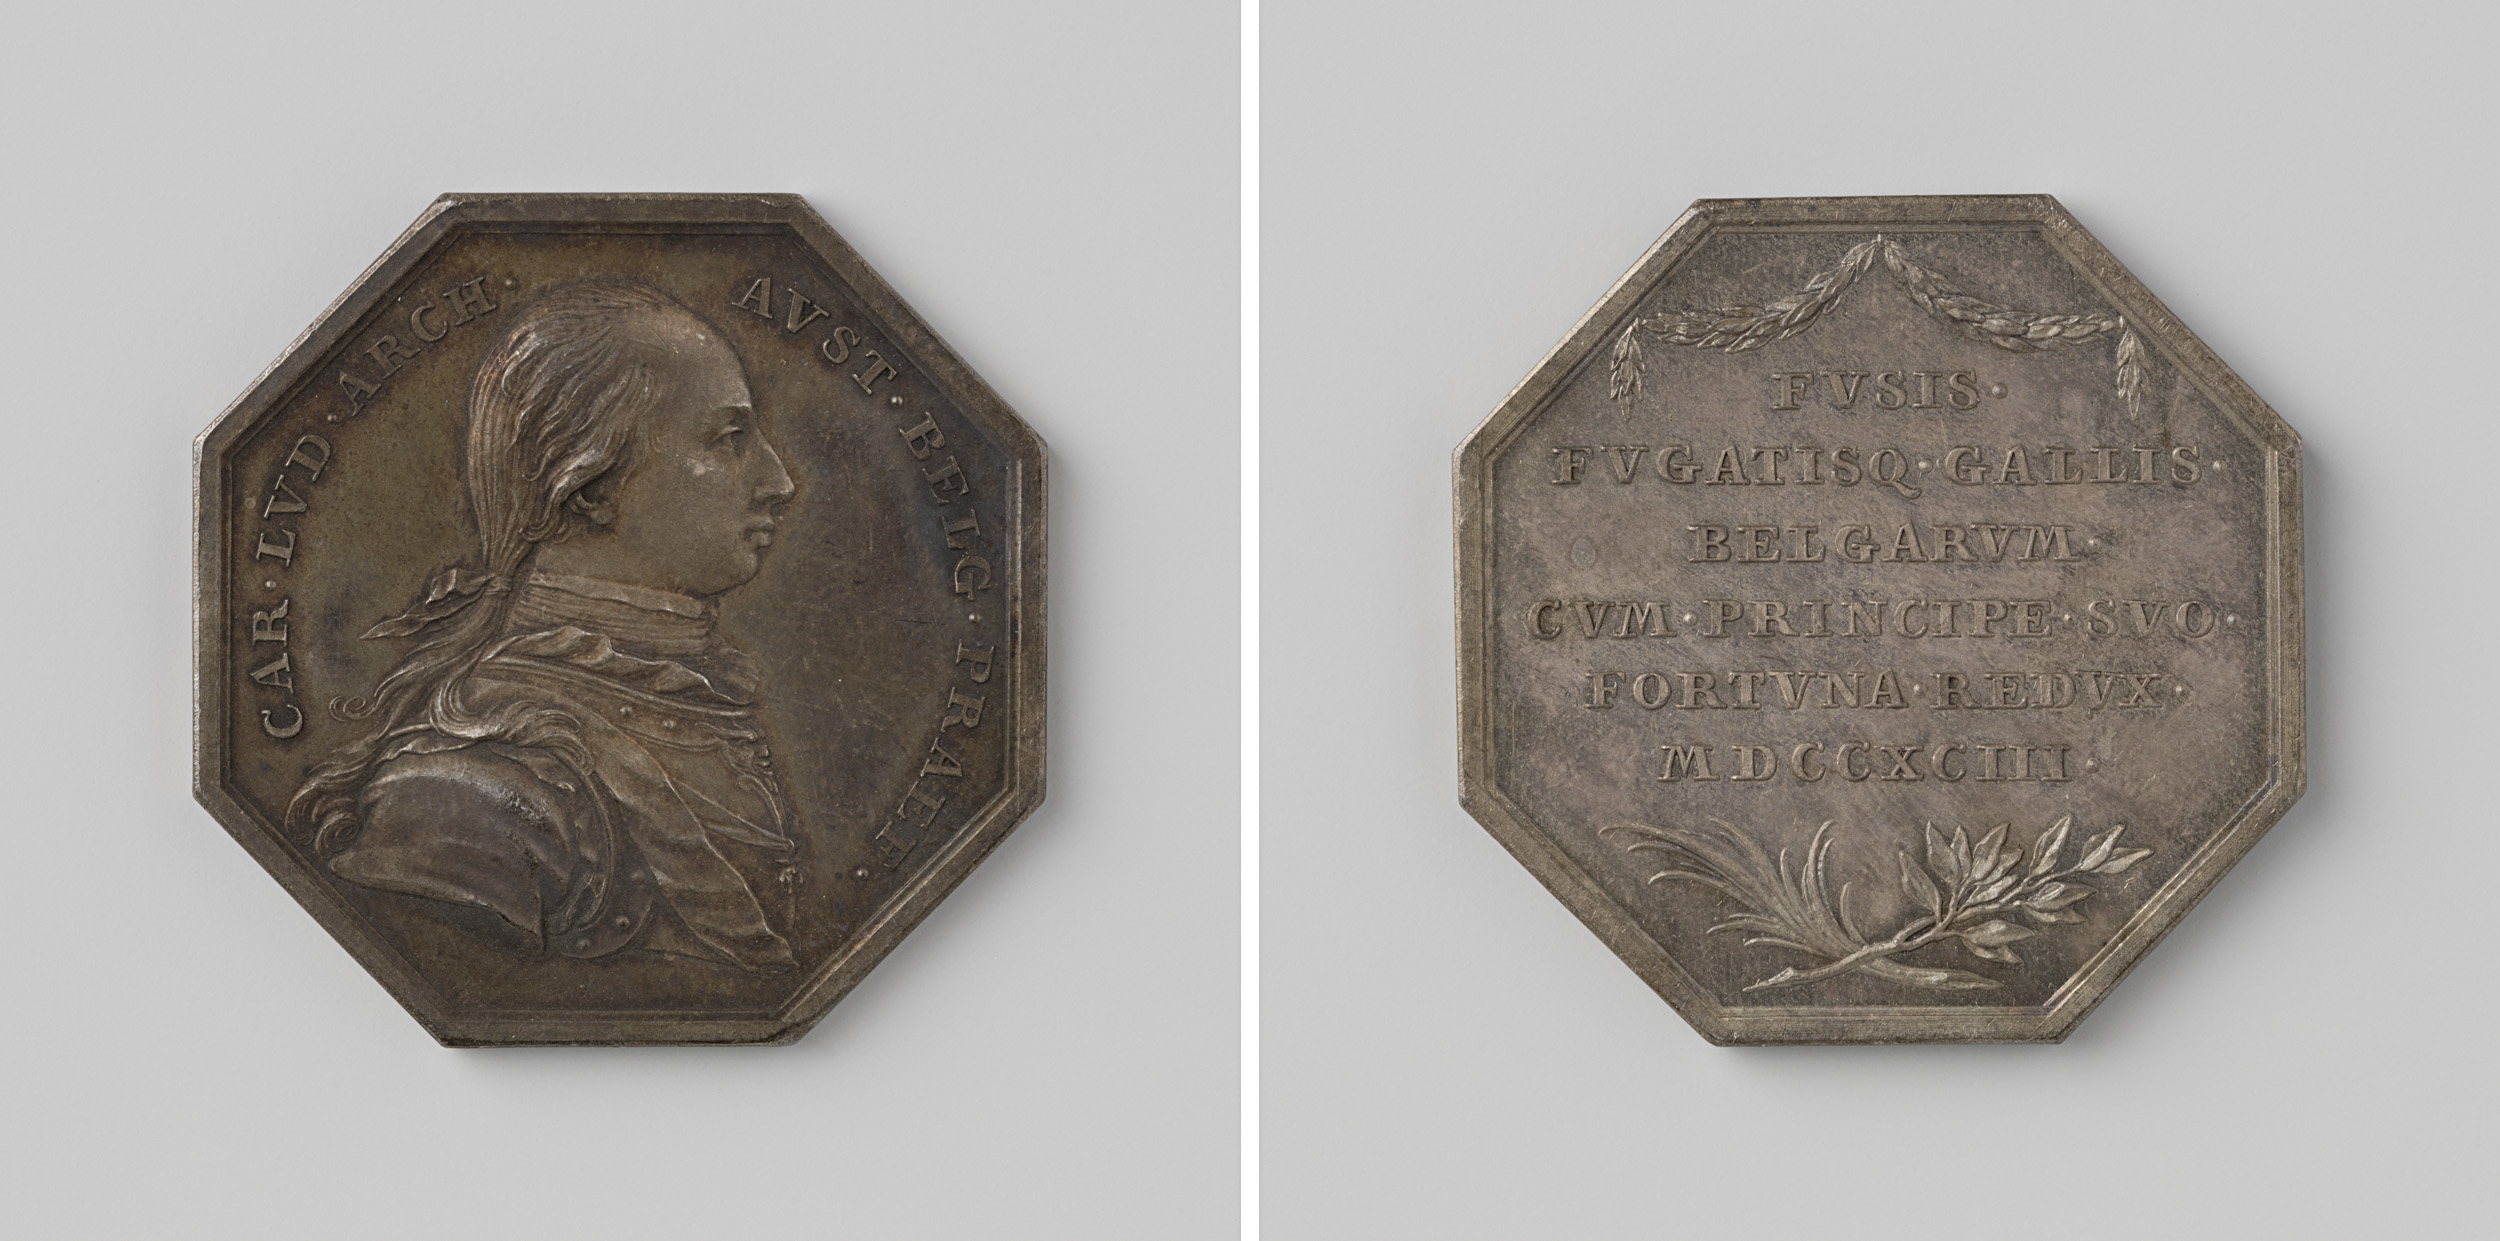 CAR · LVD · ARCH · AVST · BELG · PRAEF ·
FVSIS ·
FVGATISQ · GALLIS ·
BELGARVM ·
CVM · PRINCIPE · SVO ·
FORTVNA · REDVX ·
MDCCXCIII ·